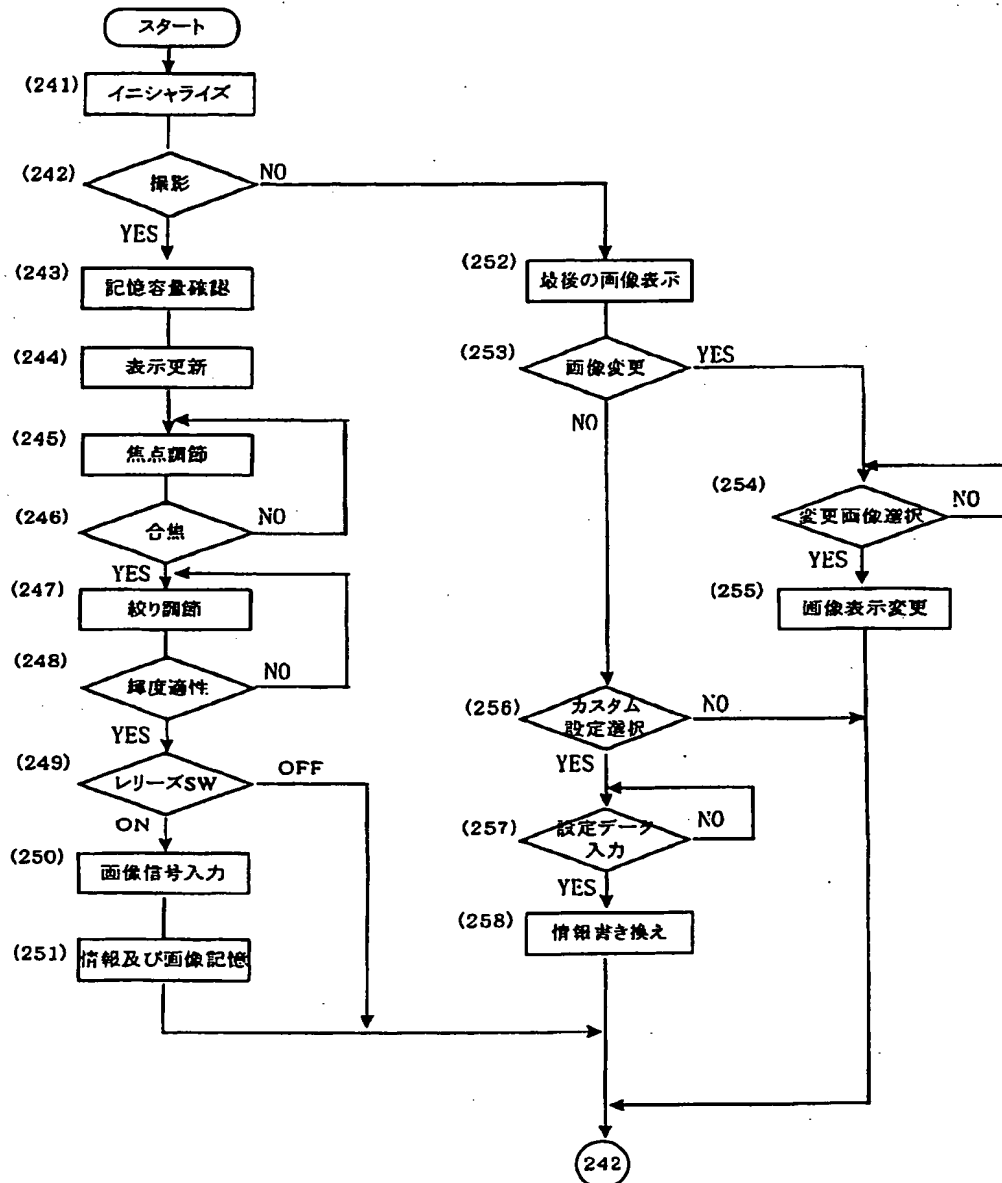 スタート
(241)
イニシャライズ
(242)
撮影
NO
YES
(243)
記憶容量確認
(244)
表示更新
(245)
焦点調節
(246)
合焦
NO
YES
(247)
絞り調節
(248)
輝度適性
NO
YES
(249)
レリーズSW
OFF
ON
(250)
画像信号入力
(251)
情報及び画像記憶
(252)
最後の画像表示
(253)
画像変更
YES
NO
(254)
変更画像選択
NO
YES
(255)
画像表示変更
(256)
カスタム
設定選択
NO
YES
(257)
設定データ
入力
NO
YES
(258)
情報書き換え
242